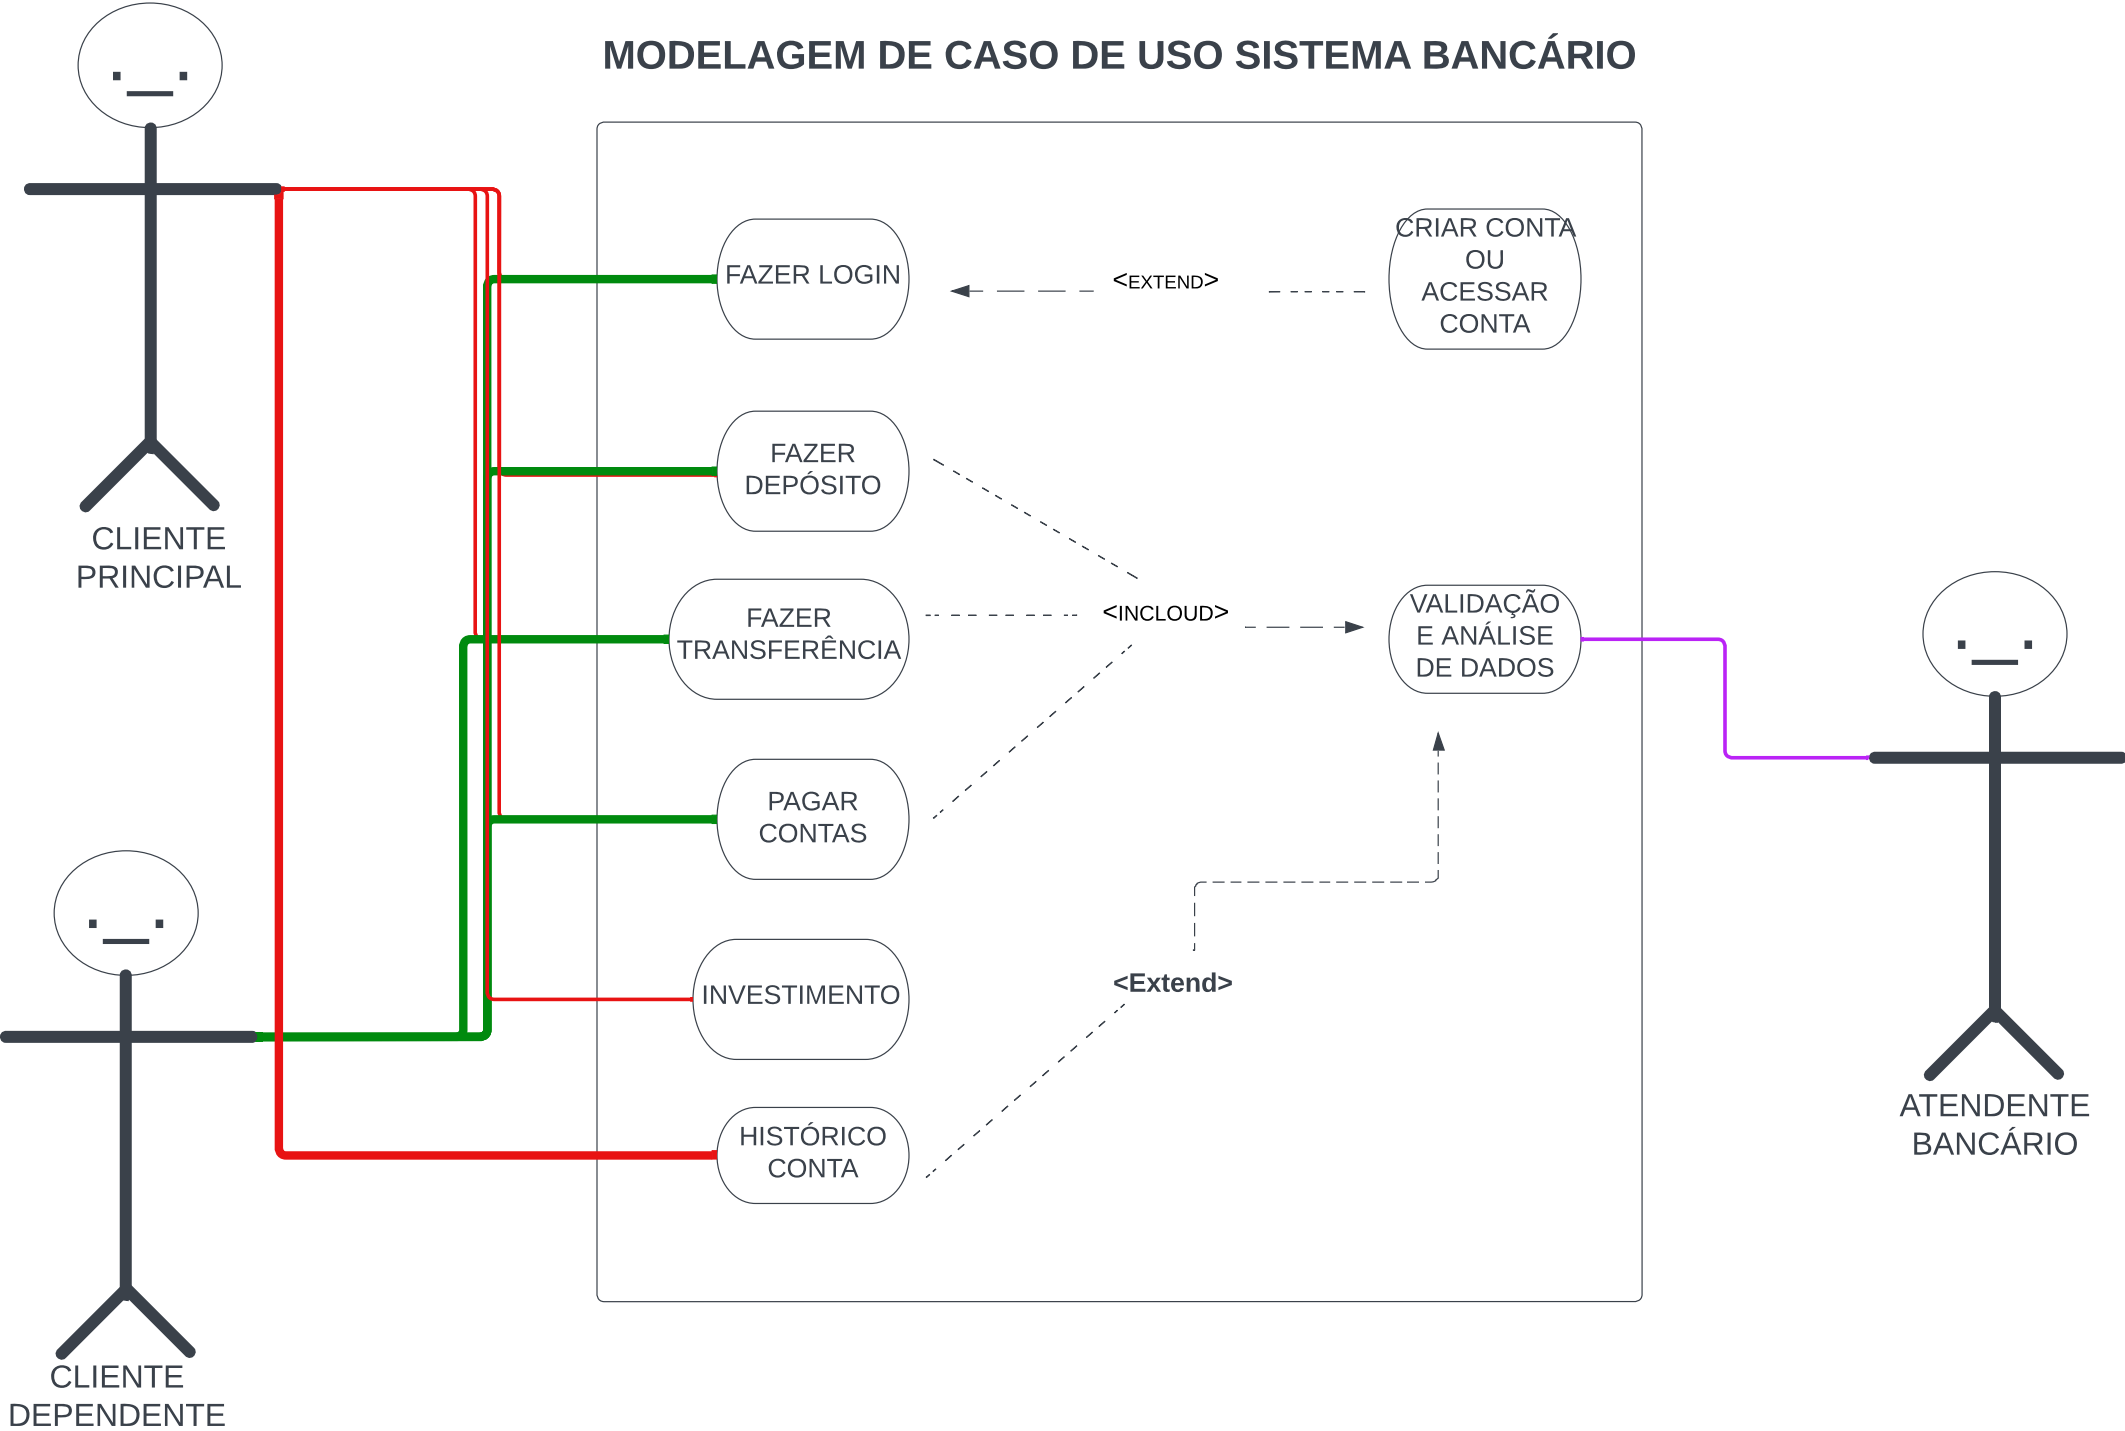 MODELAGEM DE CASO DE USO SISTEMA BANCÁRIO
CLIENTE
PRINCIPAL
FAZER LOGIN
<EXTEND>
CRIAR CONTA
OU
ACESSAR
CONTA
FAZER
DEPÓSITO
FAZER
TRANSFERÊNCIA
<INCLOUD>
VALIDAÇÃO
E ANÁLISE
DE DADOS
PAGAR
CONTAS
INVESTIMENTO
<Extend>
HISTÓRICO
CONTA
ATENDENTE
BANCÁRIO
CLIENTE
DEPENDENTE